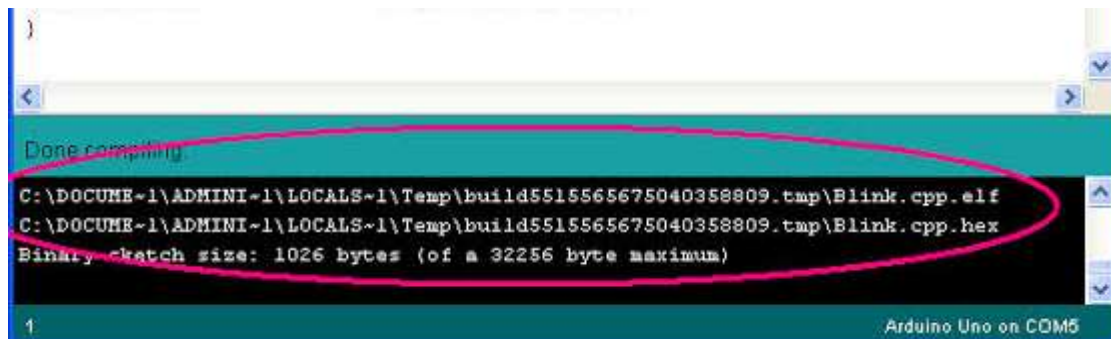 }
Done compiling.
C:\DOCUME~1\ADMINI~1\LOCALS~1\Temp\build5515565675040358809.tmp\Blink.cpp.elf
C:\DOCUME~1\ADMINI~1\LOCALS~1\Temp\build5515565675040358809.tmp\Blink.cpp.hex
Binary sketch size: 1026 bytes (of a 32256 byte maximum)
1
Arduino Uno on COM5